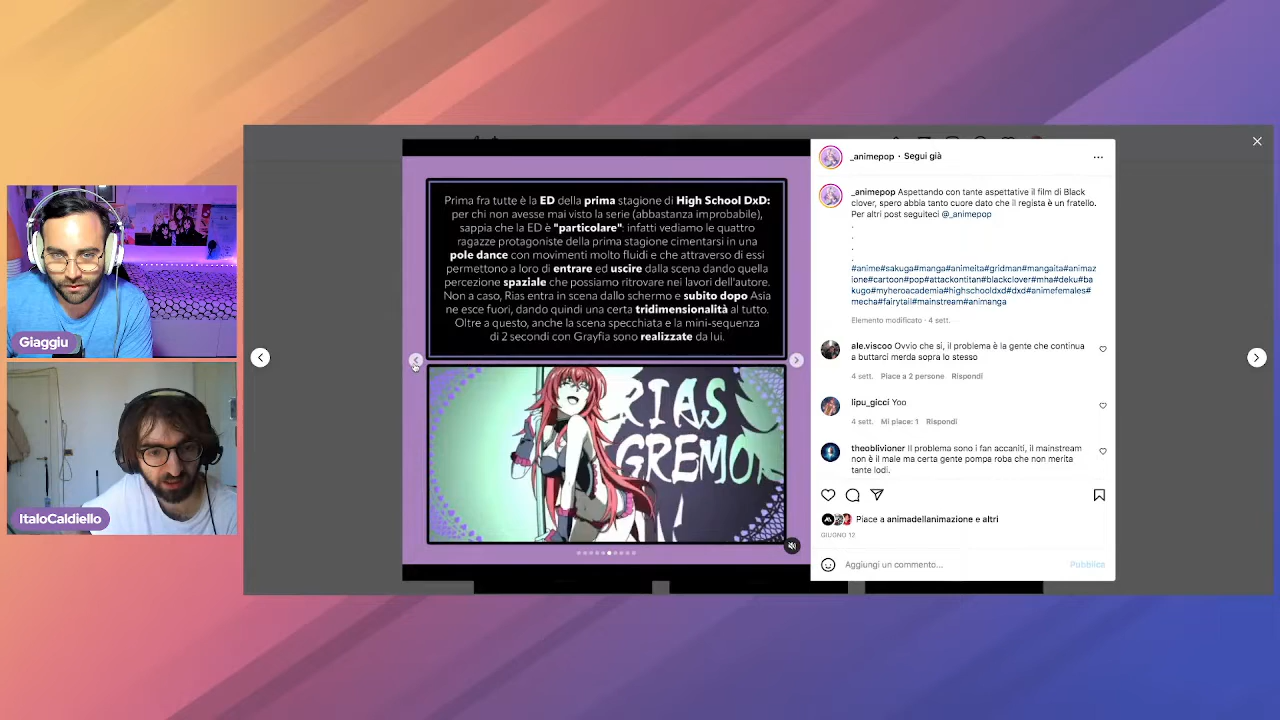 Prima fra tutte è la ED della prima stagione di High School DxD:
per chi non avesse mai visto la serie (abbastanza improbabile),
sappia che la ED è "particolare": infatti vediamo le quattro
ragazze protagoniste della prima stagione cimentarsi in una
pole dance con movimenti molto fluidi e che attraverso di essi
permettono a loro di entrare ed uscire dalla scena dando quella
percezione spaziale che possiamo ritrovare nei lavori dell'autore.
Non a caso, Rias entra in scena dallo schermo e subito dopo Asia
ne esce fuori, dando quindi una certa tridimensionalità al tutto.
Oltre a questo, anche la scena specchiata e la mini-sequenza
di 2 secondi con Grayfia sono realizzate da lui.
RIAS
GREMO
Giaggiu
ItaloCaldiello
_animepop · Segui già
_animepop Aspettando con tante aspettative il film di Black
clover, spero abbia tanto cuore dato che il regista è un fratello.
Per altri post seguiteci @_animepop
.
.
.
.
#anime#sakuga#manga#animeita#gridman#mangaita#animaz
ione#cartoon#pop#attackontitan#blackclover#mha#deku#ba
kugo#myheroacademia#highschooldxd#dxd#animefemales#
mecha#fairytail#mainstream#animanga
Elemento modificato · 4 sett.
ale.viscoo Ovvio che si, il problema è la gente che continua
a buttarci merda sopra lo stesso
4 sett. Piace a 2 persone Rispondi
lipu_gicci Yoo
4 sett. Mi piace: 1 Rispondi
theoblivioner Il problema sono i fan accaniti, il mainstream
non è il male ma certa gente pompa roba che non merita
tante lodi.
Piace a animadellanimazione e altri
GIUGNO 12
Aggiungi un commento...
Pubblica